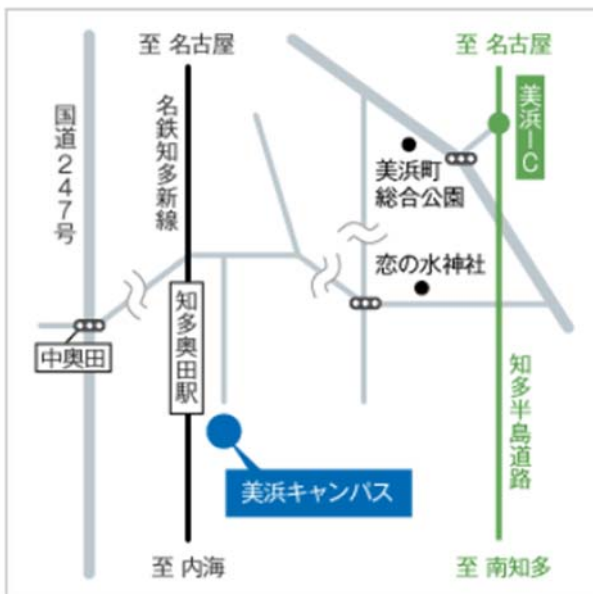 至 名古屋
至 名古屋
国道247号
名鉄知多新線
美浜IC
美浜町
総合公園
恋の水神社
知多奥田駅
中奥田
知多半島道路
美浜キャンパス
至 内海
至 南知多